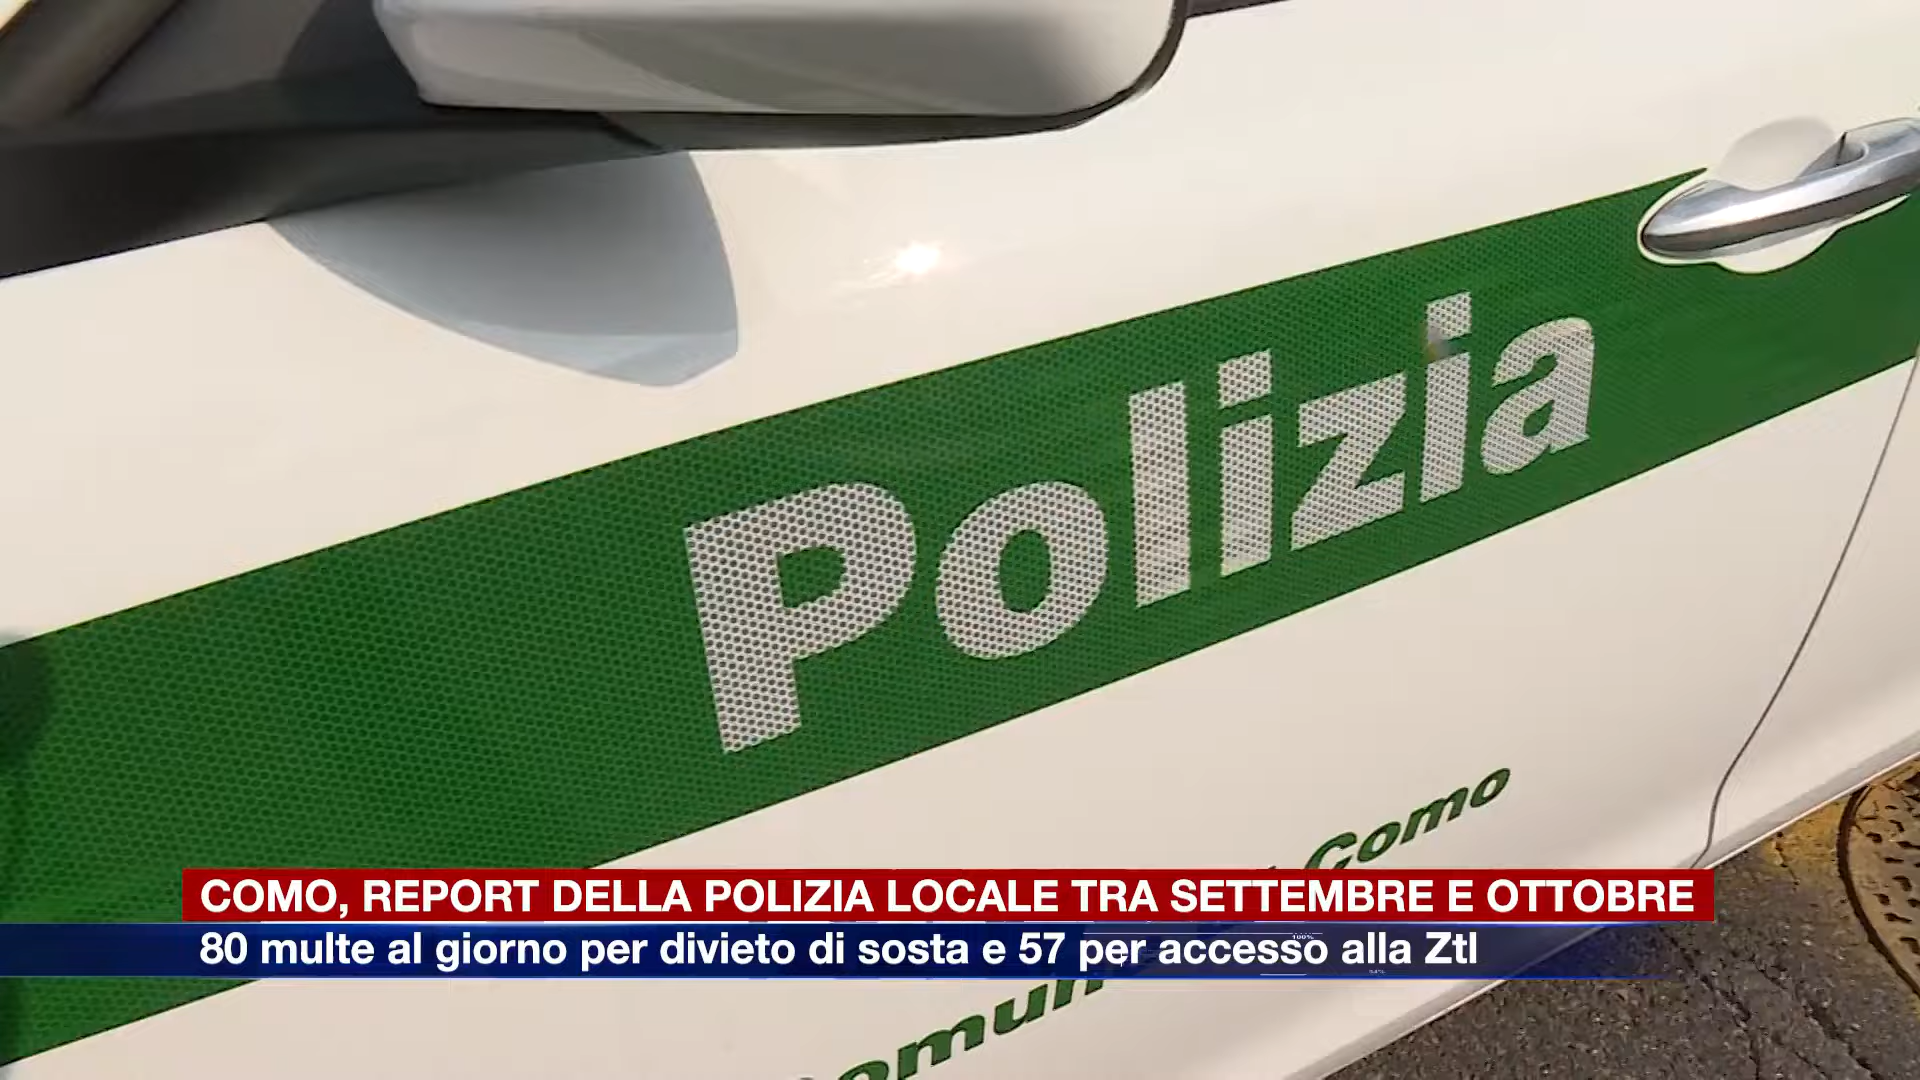 Polizia
Como
COMO, REPORT DELLA POLIZIA LOCALE TRA SETTEMBRE E OTTOBRE
80 multe al giorno per divieto di sosta e 57 per accesso alla Ztl